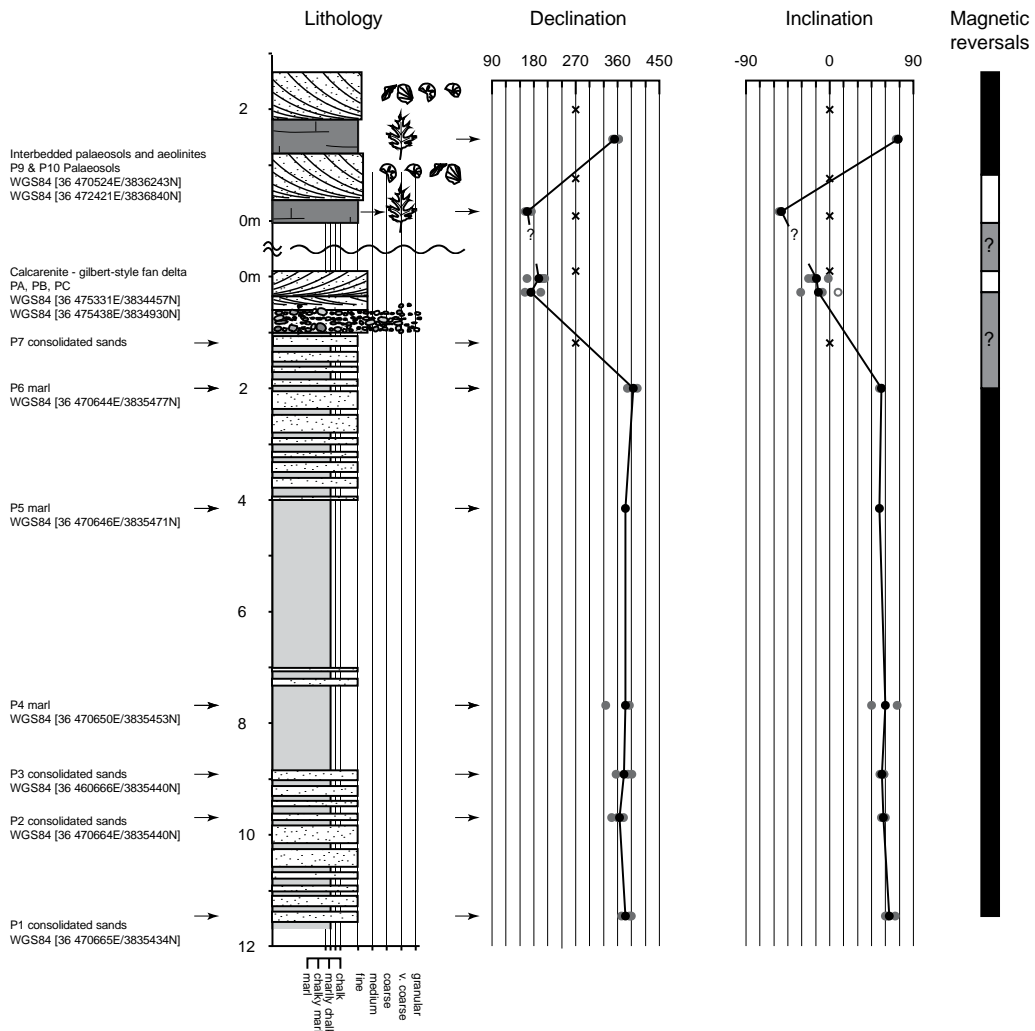 Lithology
Declination
Inclination
Magnetic
reversals
90 180 270 360 450
-90 0 90
2
Interbedded palaeosols and aeolinites
P9 & P10 Palaeosols
WGS84 [36 470524E/3836243N]
WGS84 [36 472421E/3836840N]
0m
?
?
?
0m
Calcarenite - gilbert-style fan delta
PA, PB, PC
WGS84 [36 475331E/3834457N]
WGS84 [36 475438E/3834930N]
?
P7 consolidated sands
P6 marl
WGS84 [36 470644E/3835477N]
2
4
P5 marl
WGS84 [36 470646E/3835471N]
6
P4 marl
WGS84 [36 470650E/3835453N]
8
P3 consolidated sands
WGS84 [36 460666E/3835440N]
P2 consolidated sands
WGS84 [36 470664E/3835440N]
10
P1 consolidated sands
WGS84 [36 470665E/3835434N]
12
marl
chalky marl
marlly chalk
chalk
fine
medium
coarse
v. coarse
granular